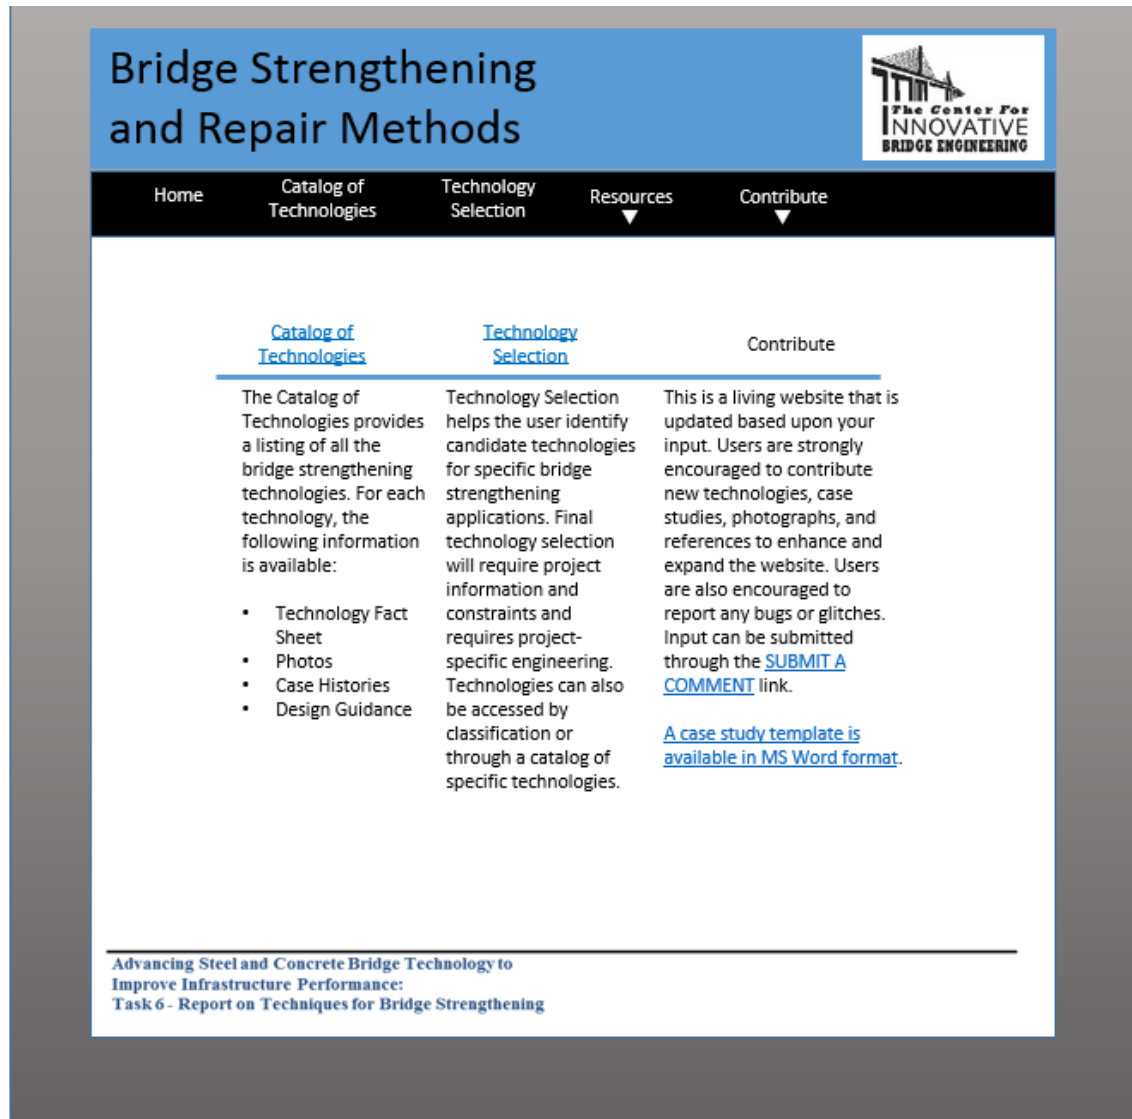 Bridge Strengthening
and Repair Methods
The Center For
INNOVATIVE
BRIDGE ENGINEERING
Home
Catalog of
Technologies
Technology
Selection
Resources
Contribute
Catalog of
Technologies
The Catalog of
Technologies provides
a listing of all the
bridge strengthening
technologies. For each
technology, the
following information
is available:
• Technology Fact
Sheet
• Photos
• Case Histories
• Design Guidance
Technology
Selection
Technology Selection
helps the user identify
candidate technologies
for specific bridge
strengthening
applications. Final
technology selection
will require project
information and
constraints and
requires project-
specific engineering.
Technologies can also
be accessed by
classification or
through a catalog of
specific technologies.
Contribute
This is a living website that is
updated based upon your
input. Users are strongly
encouraged to contribute
new technologies, case
studies, photographs, and
references to enhance and
expand the website. Users
are also encouraged to
report any bugs or glitches.
Input can be submitted
through the SUBMIT A
COMMENT link.
A case study template is
available in MS Word format.
Advancing Steel and Concrete Bridge Technology to
Improve Infrastructure Performance:
Task 6 - Report on Techniques for Bridge Strengthening